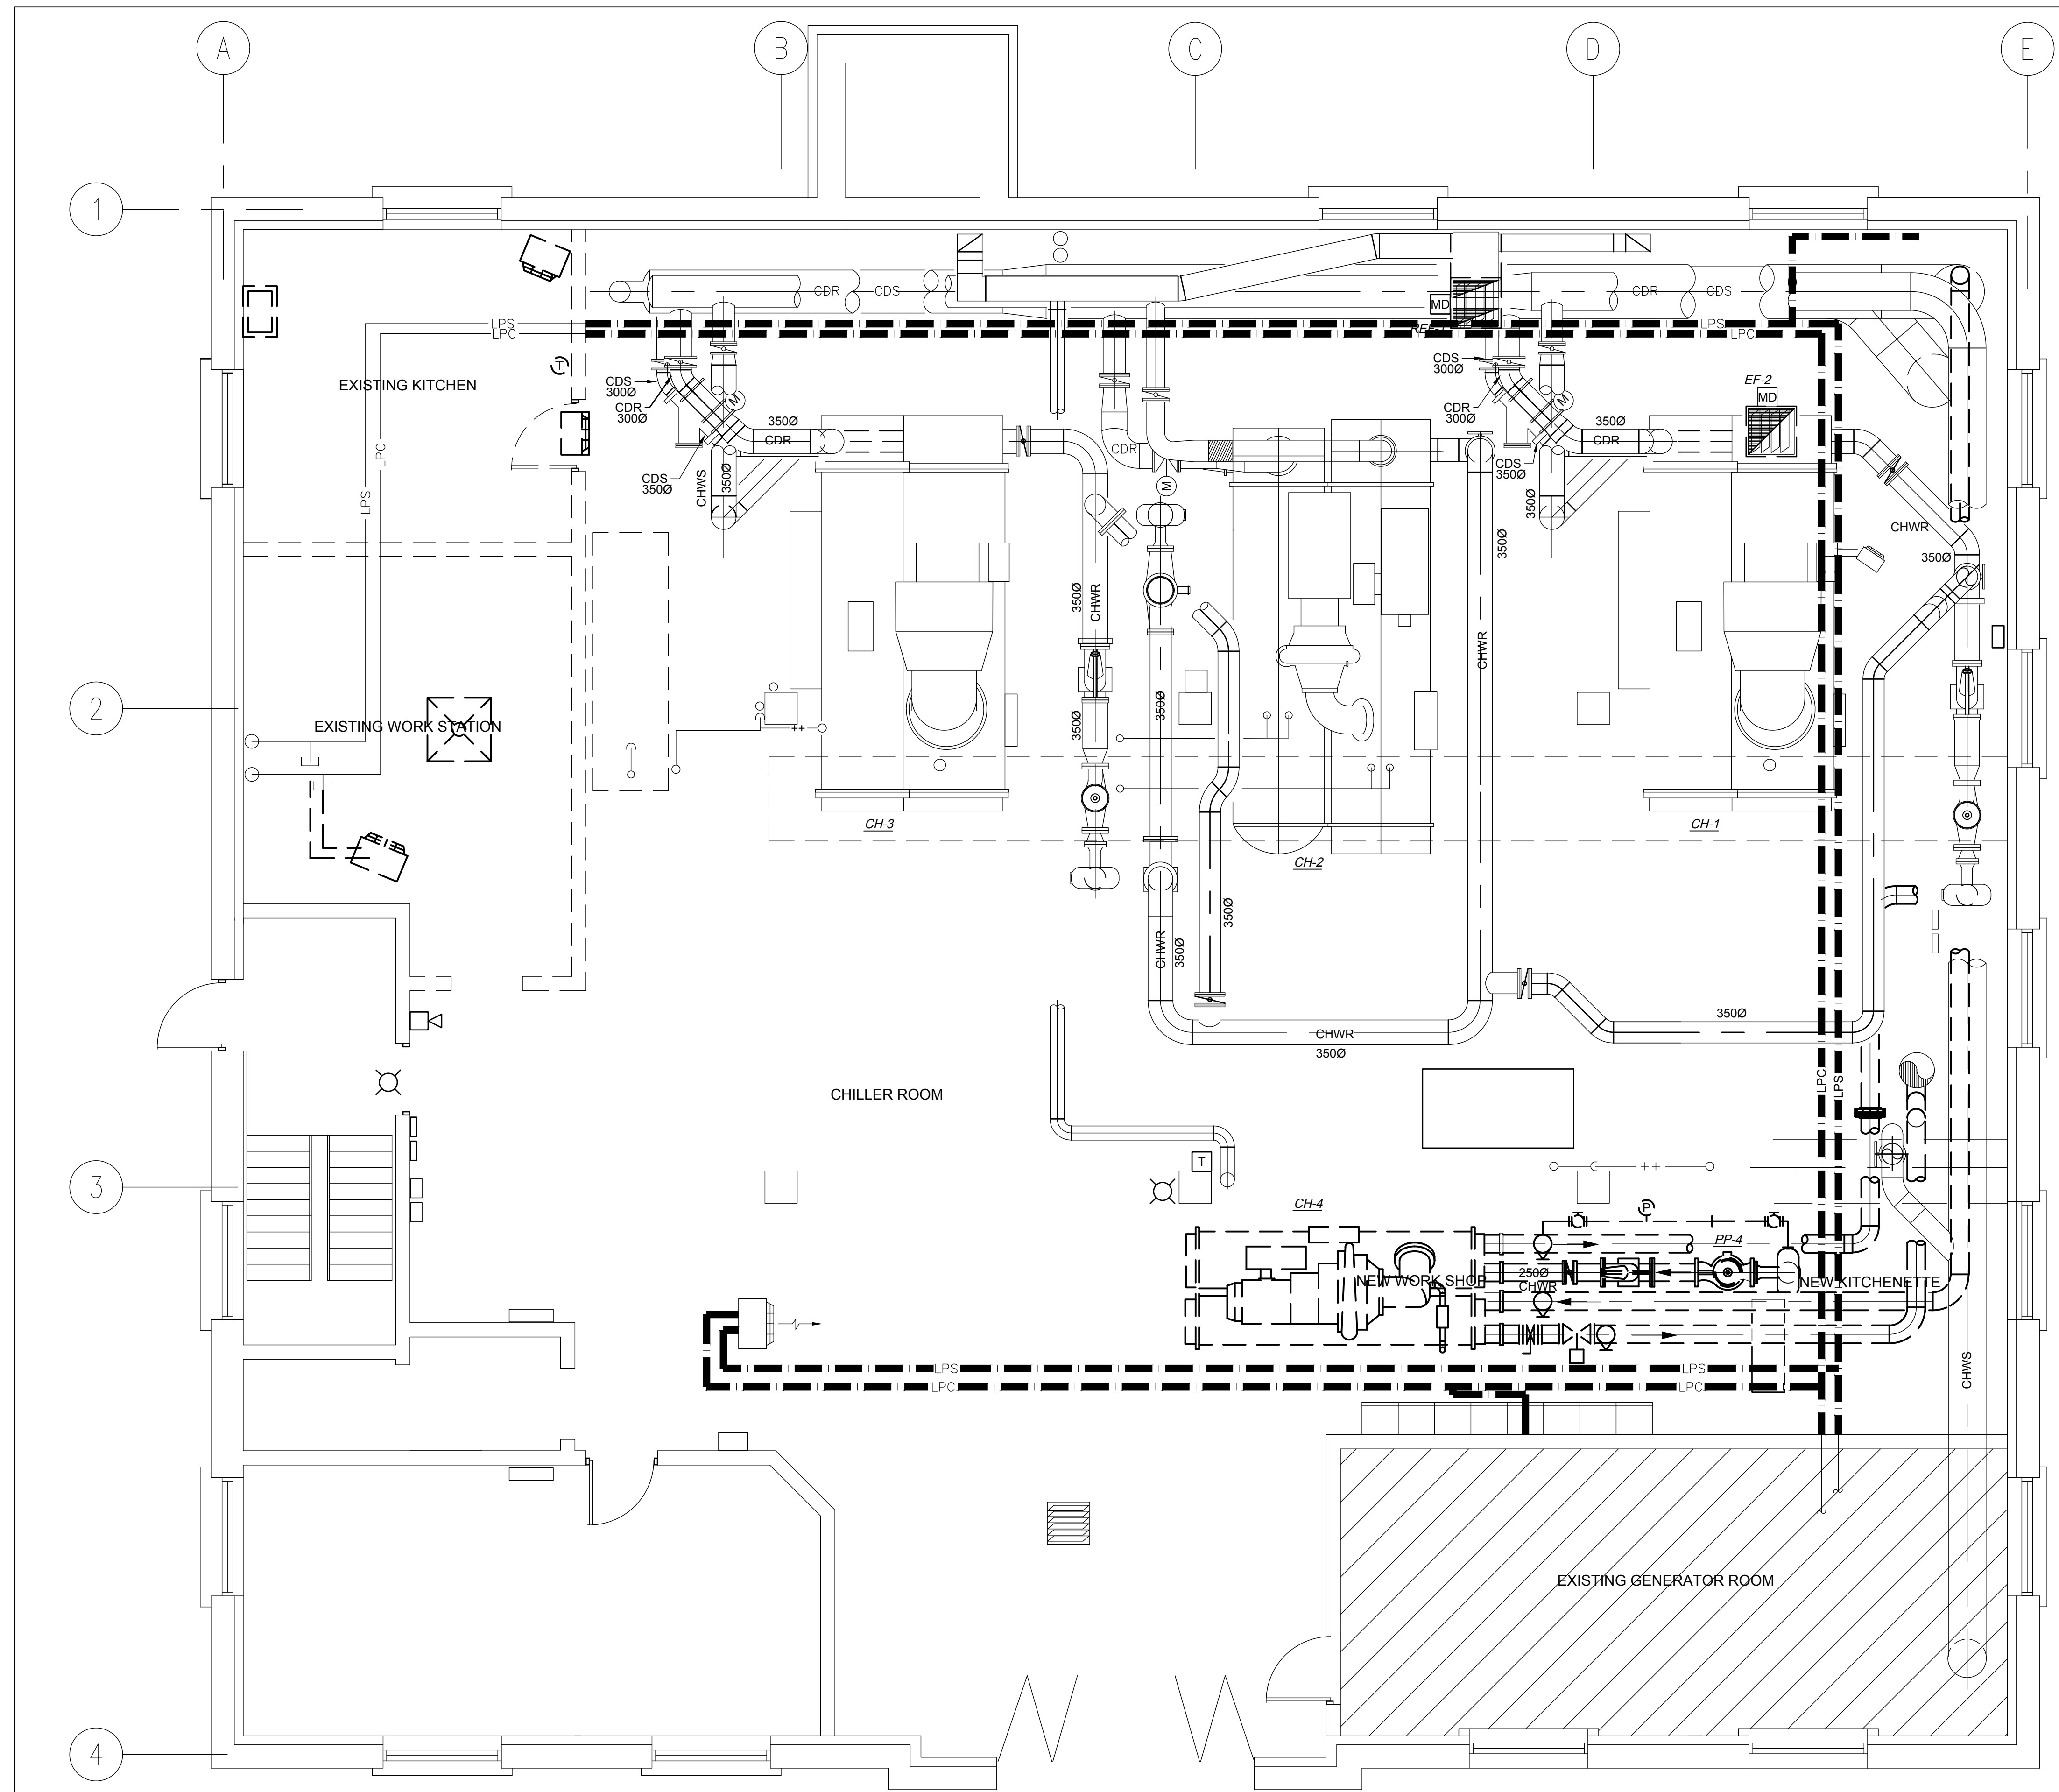 A
B
C
D
E
1
CDR
CDS
CDR
CDS
MD
LPS
LPC
LPS
LPC
T
EXISTING KITCHEN
CDS
300Ø
CDR
300Ø
CDS
300Ø
CDR
300Ø
EF-2
MD
M
M
350Ø
CDR
350Ø
CDR
CDR
LPC
LPS
CDS
350Ø
CHWS
350Ø
M
CDS
350Ø
350Ø
350Ø
CHWR
350Ø
350Ø
CHWR
CHWR
2
EXISTING WORK STATION
350Ø
350Ø
++
CH-3
CH-2
CH-1
CHWR
350Ø
350Ø
CHWR
350Ø
350Ø
CHILLER ROOM
LPC
LPS
3
T
++
CH-4
P
PP-4
NEW WORK SHOP
250Ø
CHWR
NEW KITCHENETTE
LPS
LPC
LPS
LPC
CHWS
EXISTING GENERATOR ROOM
4